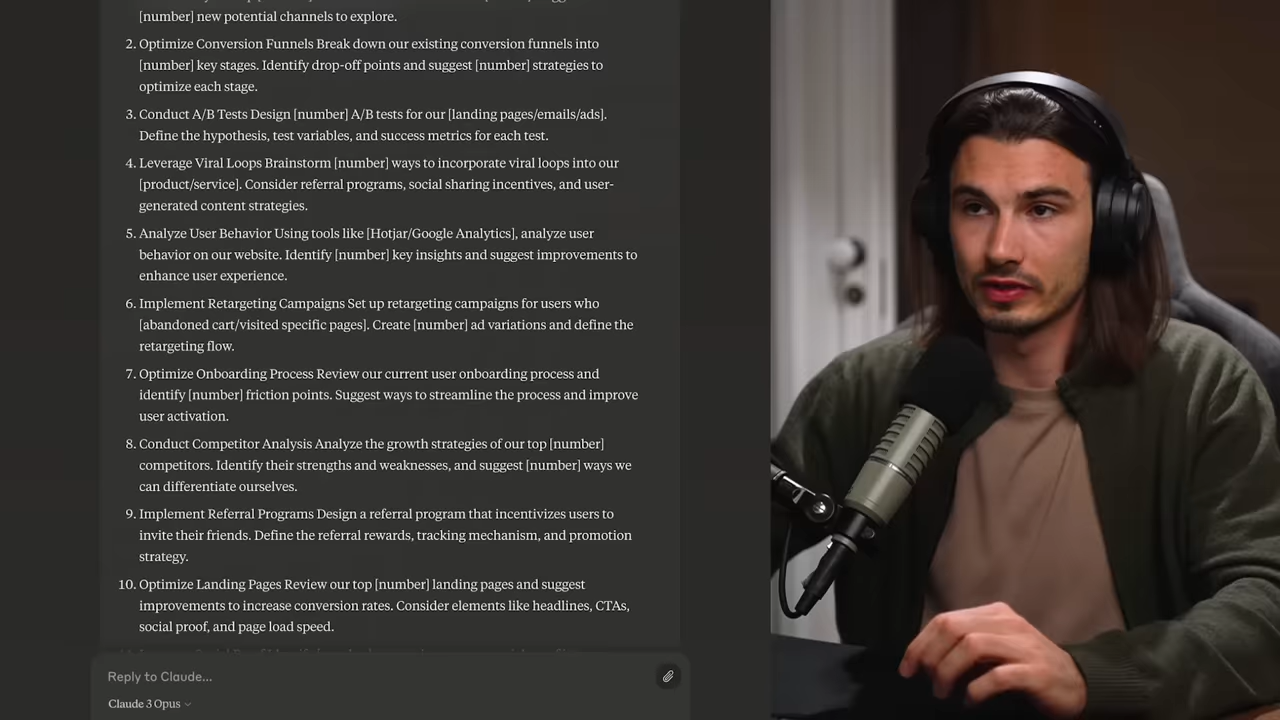 [number] new potential channels to explore.
2. Optimize Conversion Funnels Break down our existing conversion funnels into
[number] key stages. Identify drop-off points and suggest [number] strategies to
optimize each stage.
3. Conduct A/B Tests Design [number] A/B tests for our [landing pages/emails/ads].
Define the hypothesis, test variables, and success metrics for each test.
4. Leverage Viral Loops Brainstorm [number] ways to incorporate viral loops into our
[product/service]. Consider referral programs, social sharing incentives, and user-
generated content strategies.
5. Analyze User Behavior Using tools like [Hotjar/Google Analytics], analyze user
behavior on our website. Identify [number] key insights and suggest improvements to
enhance user experience.
6. Implement Retargeting Campaigns Set up retargeting campaigns for users who
[abandoned cart/visited specific pages]. Create [number] ad variations and define the
retargeting flow.
7. Optimize Onboarding Process Review our current user onboarding process and
identify [number] friction points. Suggest ways to streamline the process and improve
user activation.
8. Conduct Competitor Analysis Analyze the growth strategies of our top [number]
competitors. Identify their strengths and weaknesses, and suggest [number] ways we
can differentiate ourselves.
9. Implement Referral Programs Design a referral program that incentivizes users to
invite their friends. Define the referral rewards, tracking mechanism, and promotion
strategy.
10. Optimize Landing Pages Review our top [number] landing pages and suggest
improvements to increase conversion rates. Consider elements like headlines, CTAs,
social proof, and page load speed.
Reply to Claude...
Claude 3 Opus